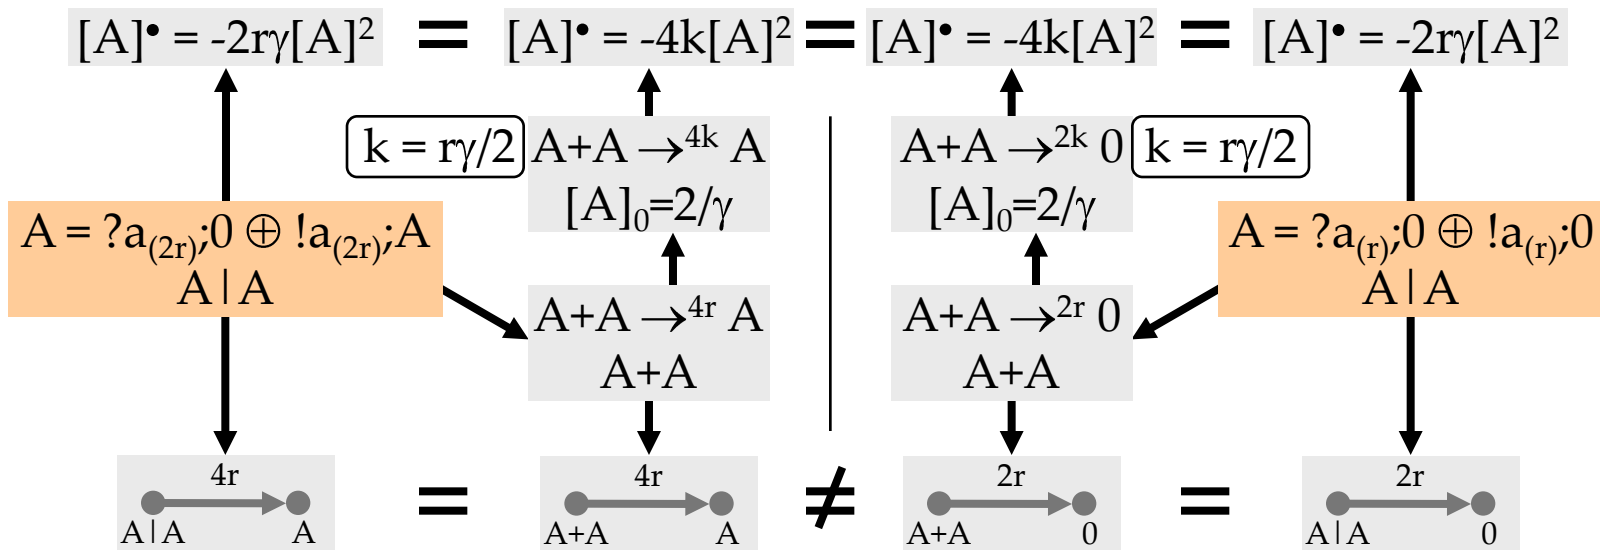 [A]• = -2rγ[A]² = [A]• = -4k[A]² = [A]• = -4k[A]² = [A]• = -2rγ[A]²
k = rγ/2
A+A →⁴ᵏ A
[A]₀=2/γ
A+A →²ᵏ 0
[A]₀=2/γ
k = rγ/2
A = ?a₍₂ᵣ₎;0 ⊕ !a₍₂ᵣ₎;A
A | A
A = ?a₍ᵣ₎;0 ⊕ !a₍ᵣ₎;0
A | A
A+A →⁴ʳ A
A+A
A+A →²ʳ 0
A+A
4r
A | A A
=
4r
A+A A
≠
2r
A+A 0
=
2r
A | A 0